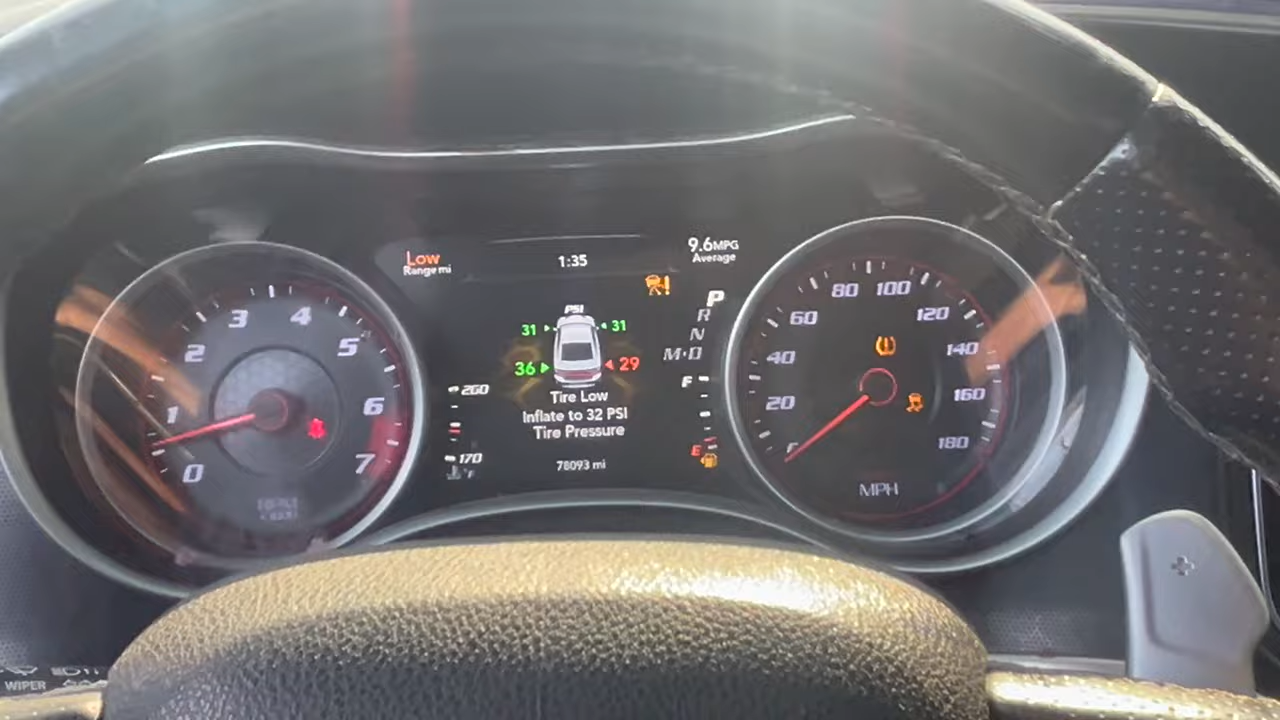 Low
Range mi
1:35
9.6MPG
Average
PSI
31
31
36
29
Tire Low
Inflate to 32 PSI
Tire Pressure
78093 mi
P
R
N
M·D
F
E
260
170
°F
0
1
2
3
4
5
6
7
20
40
60
80
100
120
140
160
180
MPH
WIPER
+